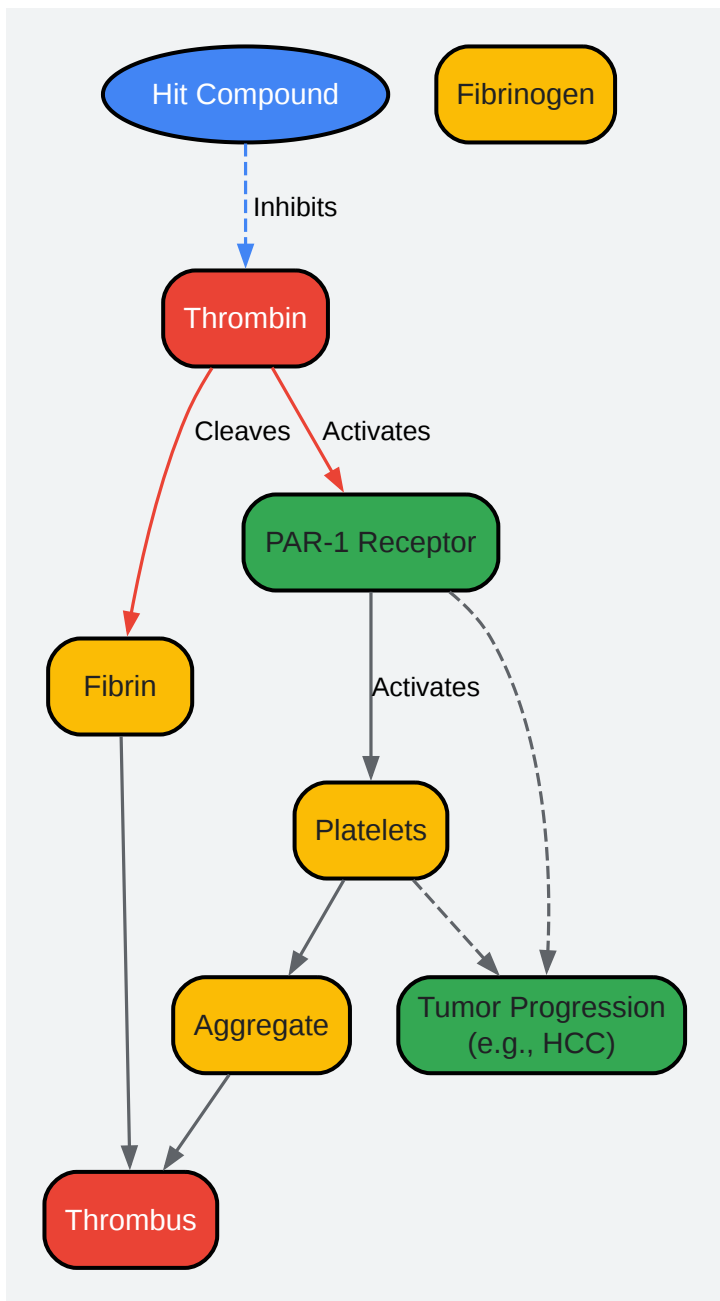 Hit Compound
Fibrinogen
Inhibits
Thrombin
Cleaves
Activates
PAR-1 Receptor
Fibrin
Activates
Platelets
Aggregate
Tumor Progression
(e.g., HCC)
Thrombus